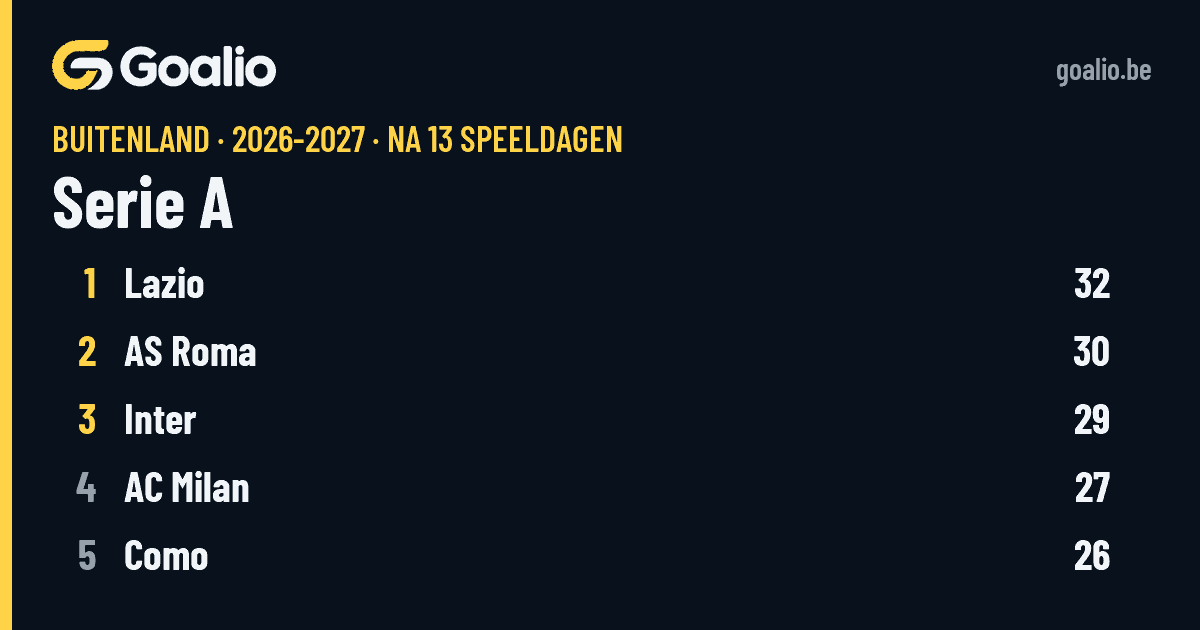 Goalio
goalio.be
BUITENLAND · 2026-2027 · NA 13 SPEELDAGEN
Serie A
1 Lazio 32
2 AS Roma 30
3 Inter 29
4 AC Milan 27
5 Como 26